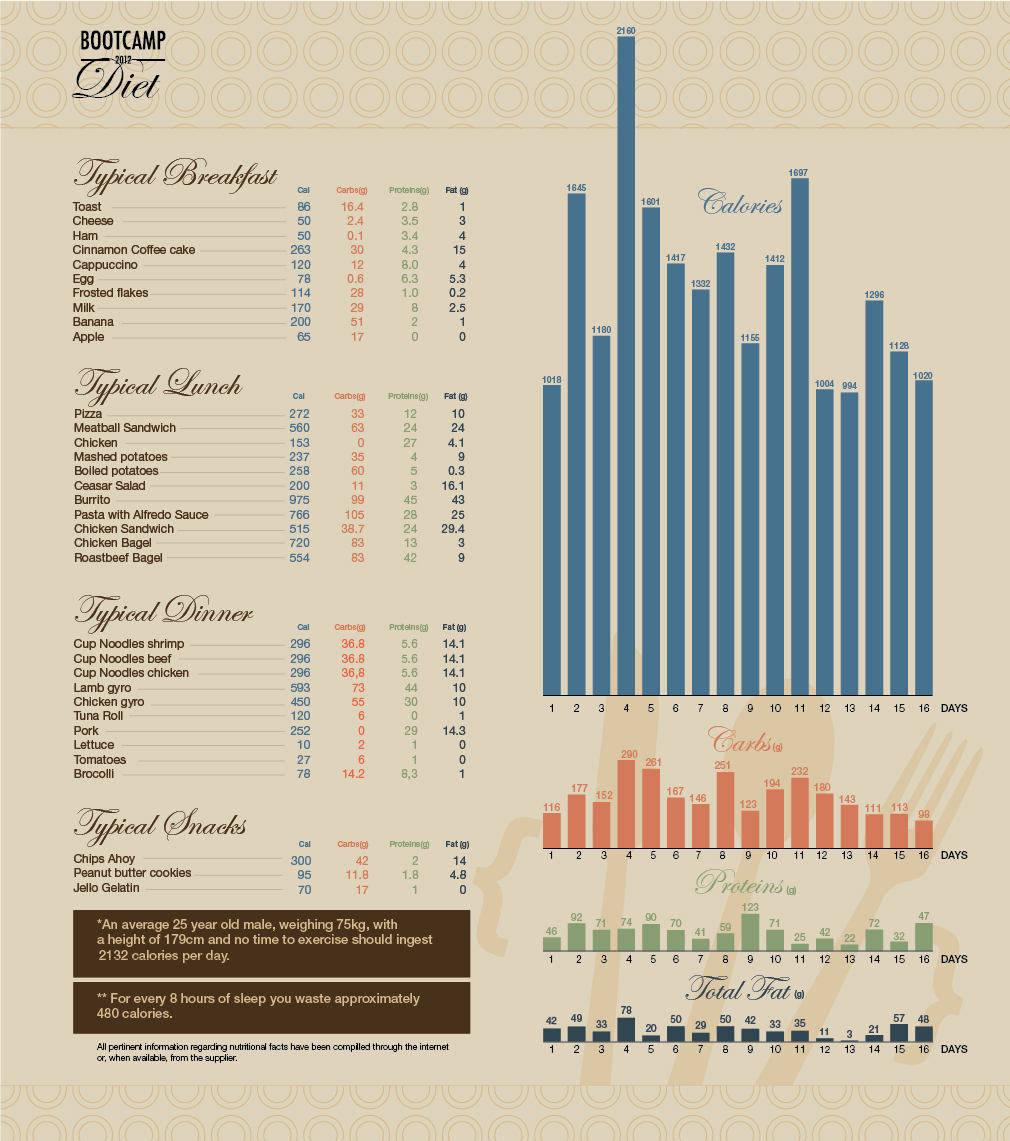 BOOTCAMP
2012
Diet
Typical Breakfast
Cal Carbs(g) Proteins(g) Fat (g)
Toast 86 16.4 2.8 1
Cheese 50 2.4 3.5 3
Ham 50 0.1 3.4 4
Cinnamon Coffee cake 263 30 4.3 15
Cappuccino 120 12 8.0 4
Egg 78 0.6 6.3 5.3
Frosted flakes 114 28 1.0 0.2
Milk 170 29 8 2.5
Banana 200 51 2 1
Apple 65 17 0 0
Typical Lunch
Cal Carbs(g) Proteins(g) Fat (g)
Pizza 272 33 12 10
Meatball Sandwich 560 63 24 24
Chicken 153 0 27 4.1
Mashed potatoes 237 35 4 9
Boiled potatoes 258 60 5 0.3
Ceasar Salad 200 11 3 16.1
Burrito 975 99 45 43
Pasta with Alfredo Sauce 766 105 28 25
Chicken Sandwich 515 38.7 24 29.4
Chicken Bagel 720 83 13 3
Roastbeef Bagel 554 83 42 9
Typical Dinner
Cal Carbs(g) Proteins(g) Fat (g)
Cup Noodles shrimp 296 36.8 5.6 14.1
Cup Noodles beef 296 36.8 5.6 14.1
Cup Noodles chicken 296 36,8 5.6 14.1
Lamb gyro 593 73 44 10
Chicken gyro 450 55 30 10
Tuna Roll 120 6 0 1
Pork 252 0 29 14.3
Lettuce 10 2 1 0
Tomatoes 27 6 1 0
Brocolli 78 14.2 8,3 1
Typical Snacks
Cal Carbs(g) Proteins(g) Fat (g)
Chips Ahoy 300 42 2 14
Peanut butter cookies 95 11.8 1.8 4.8
Jello Gelatin 70 17 1 0
*An average 25 year old male, weighing 75kg, with
a height of 179cm and no time to exercise should ingest
2132 calories per day.
** For every 8 hours of sleep you waste approximately
480 calories.
All pertinent information regarding nutritional facts have been compilled through the internet
or, when available, from the supplier.
Calories
1018 1645 1180 2160 1601 1417 1332 1432 1155 1412 1697 1004 994 1296 1128 1020
1 2 3 4 5 6 7 8 9 10 11 12 13 14 15 16 DAYS
Carbs (g)
116 177 152 290 261 167 146 251 123 194 232 180 143 111 113 98
1 2 3 4 5 6 7 8 9 10 11 12 13 14 15 16 DAYS
Proteins (g)
46 92 71 74 90 70 41 59 123 71 25 42 22 72 32 47
1 2 3 4 5 6 7 8 9 10 11 12 13 14 15 16 DAYS
Total Fat (g)
42 49 33 78 20 50 29 50 42 33 35 11 3 21 57 48
1 2 3 4 5 6 7 8 9 10 11 12 13 14 15 16 DAYS